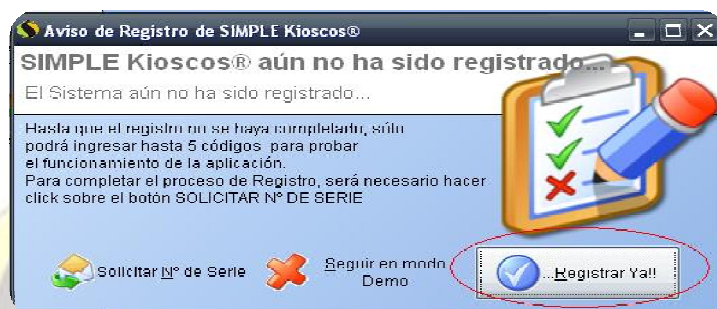 Aviso de Registro de SIMPLE Kioscos®
SIMPLE Kioscos® aún no ha sido registrado...
El Sistema aún no ha sido registrado...
Hasta que el registro no se haya completado, sólo
podrá ingresar hasta 5 códigos para probar
el funcionamiento de la aplicación.
Para completar el proceso de Registro, será necesario hacer
click sobre el botón SOLICITAR Nº DE SERIE
Solicitar Nº de Serie
Seguir en modo
Demo
...Registrar Ya!!